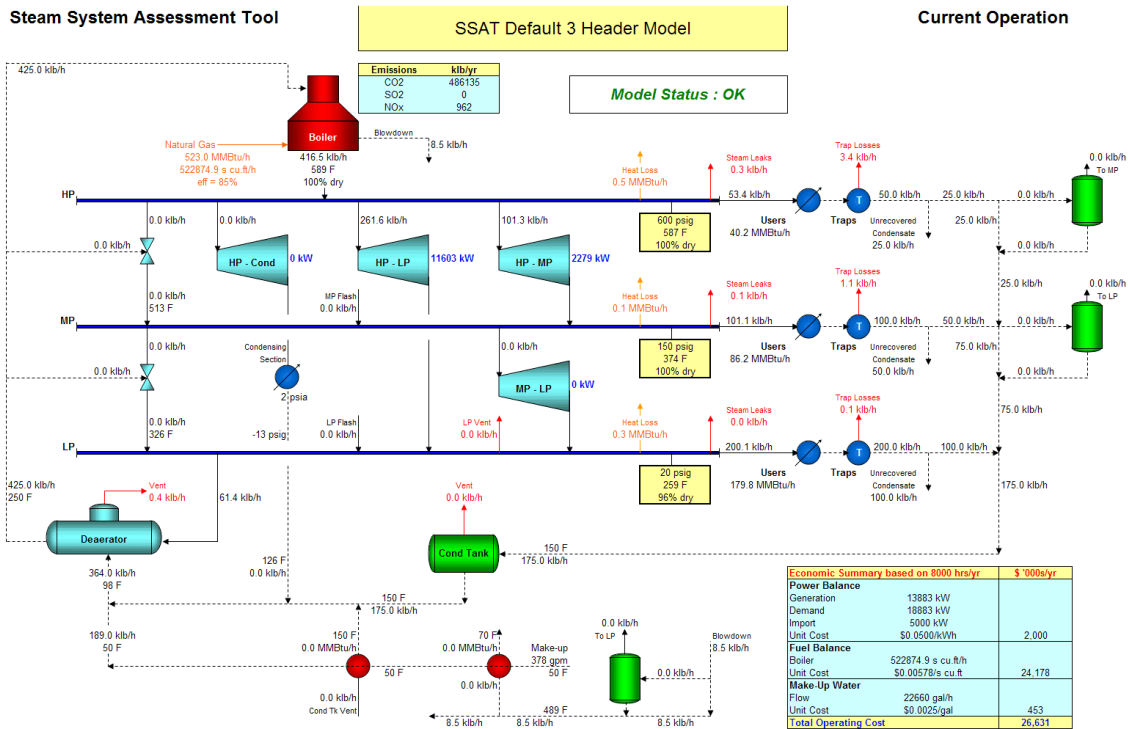 Steam System Assessment Tool
SSAT Default 3 Header Model
Current Operation
425.0 klb/h
Emissions klb/yr
CO2 486135
SO2 0
NOx 962
Model Status : OK
Boiler
Blowdown
8.5 klb/h
Natural Gas
523.0 MMBtu/h
522874.9 s cu.ft/h
eff = 85%
416.5 klb/h
589 F
100% dry
HP
Heat Loss
0.5 MMBtu/h
Steam Leaks
0.3 klb/h
Trap Losses
3.4 klb/h
0.0 klb/h
To MP
53.4 klb/h
T
50.0 klb/h
25.0 klb/h
0.0 klb/h
600 psig
587 F
100% dry
Users
40.2 MMBtu/h
Traps
Unrecovered
Condensate
25.0 klb/h
25.0 klb/h
0.0 klb/h
0.0 klb/h
0.0 klb/h
261.6 klb/h
101.3 klb/h
0.0 klb/h
HP - Cond
0 kW
HP - LP
11603 kW
HP - MP
2279 kW
0.0 klb/h
513 F
MP Flash
0.0 klb/h
Heat Loss
0.1 MMBtu/h
Steam Leaks
0.1 klb/h
Trap Losses
1.1 klb/h
25.0 klb/h
0.0 klb/h
To LP
MP
101.1 klb/h
T
100.0 klb/h
50.0 klb/h
0.0 klb/h
150 psig
374 F
100% dry
Users
86.2 MMBtu/h
Traps
Unrecovered
Condensate
50.0 klb/h
75.0 klb/h
0.0 klb/h
0.0 klb/h
Condensing
Section
2 psia
0.0 klb/h
0.0 klb/h
MP - LP
0 kW
0.0 klb/h
326 F
-13 psig
LP Flash
0.0 klb/h
LP Vent
0.0 klb/h
Heat Loss
0.3 MMBtu/h
Steam Leaks
0.0 klb/h
Trap Losses
0.1 klb/h
75.0 klb/h
LP
200.1 klb/h
T
200.0 klb/h
100.0 klb/h
20 psig
259 F
96% dry
Users
179.8 MMBtu/h
Traps
Unrecovered
Condensate
100.0 klb/h
175.0 klb/h
425.0 klb/h
250 F
Vent
0.4 klb/h
61.4 klb/h
Vent
0.0 klb/h
Deaerator
Cond Tank
150 F
175.0 klb/h
364.0 klb/h
98 F
126 F
0.0 klb/h
150 F
175.0 klb/h
189.0 klb/h
50 F
150 F
0.0 MMBtu/h
70 F
0.0 MMBtu/h
Make-up
378 gpm
50 F
50 F
0.0 klb/h
To LP
Blowdown
8.5 klb/h
0.0 klb/h
0.0 klb/h
0.0 klb/h
Cond Tk Vent
489 F
8.5 klb/h
8.5 klb/h
8.5 klb/h
Economic Summary based on 8000 hrs/yr $ '000s/yr
Power Balance
Generation 13883 kW
Demand 18883 kW
Import 5000 kW
Unit Cost $0.0500/kWh 2,000
Fuel Balance
Boiler 522874.9 s cu.ft/h
Unit Cost $0.00578/s cu.ft 24,178
Make-Up Water
Flow 22660 gal/h
Unit Cost $0.0025/gal 453
Total Operating Cost 26,631